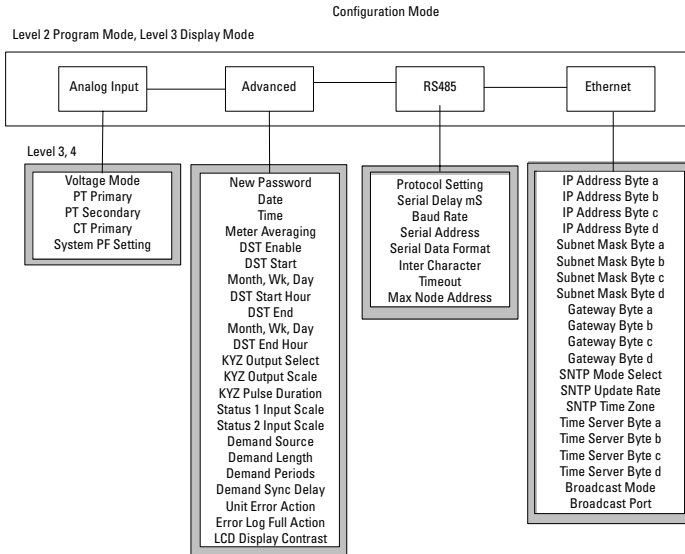 Configuration Mode
Level 2 Program Mode, Level 3 Display Mode
Analog Input
Advanced
RS485
Ethernet
Level 3, 4
Voltage Mode
PT Primary
PT Secondary
CT Primary
System PF Setting
New Password
Date
Time
Meter Averaging
DST Enable
DST Start
Month, Wk, Day
DST Start Hour
DST End
Month, Wk, Day
DST End Hour
KYZ Output Select
KYZ Output Scale
KYZ Pulse Duration
Status 1 Input Scale
Status 2 Input Scale
Demand Source
Demand Length
Demand Periods
Demand Sync Delay
Unit Error Action
Error Log Full Action
LCD Display Contrast
Protocol Setting
Serial Delay mS
Baud Rate
Serial Address
Serial Data Format
Inter Character
Timeout
Max Node Address
IP Address Byte a
IP Address Byte b
IP Address Byte c
IP Address Byte d
Subnet Mask Byte a
Subnet Mask Byte b
Subnet Mask Byte c
Subnet Mask Byte d
Gateway Byte a
Gateway Byte b
Gateway Byte c
Gateway Byte d
SNTP Mode Select
SNTP Update Rate
SNTP Time Zone
Time Server Byte a
Time Server Byte b
Time Server Byte c
Time Server Byte d
Broadcast Mode
Broadcast Port